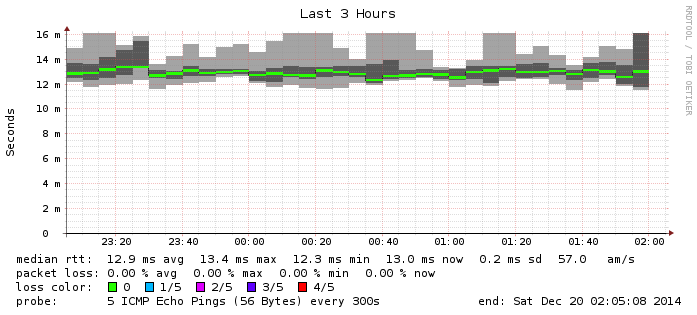 Last 3 Hours
RRDTOOL / TOBI OETIKER
Seconds
16 m
14 m
12 m
10 m
8 m
6 m
4 m
2 m
0
23:20 23:40 00:00 00:20 00:40 01:00 01:20 01:40 02:00
median rtt: 12.9 ms avg 13.4 ms max 12.3 ms min 13.0 ms now 0.2 ms sd 57.0 am/s
packet loss: 0.00 % avg 0.00 % max 0.00 % min 0.00 % now
loss color: 0 1/5 2/5 3/5 4/5
probe: 5 ICMP Echo Pings (56 Bytes) every 300s end: Sat Dec 20 02:05:08 2014